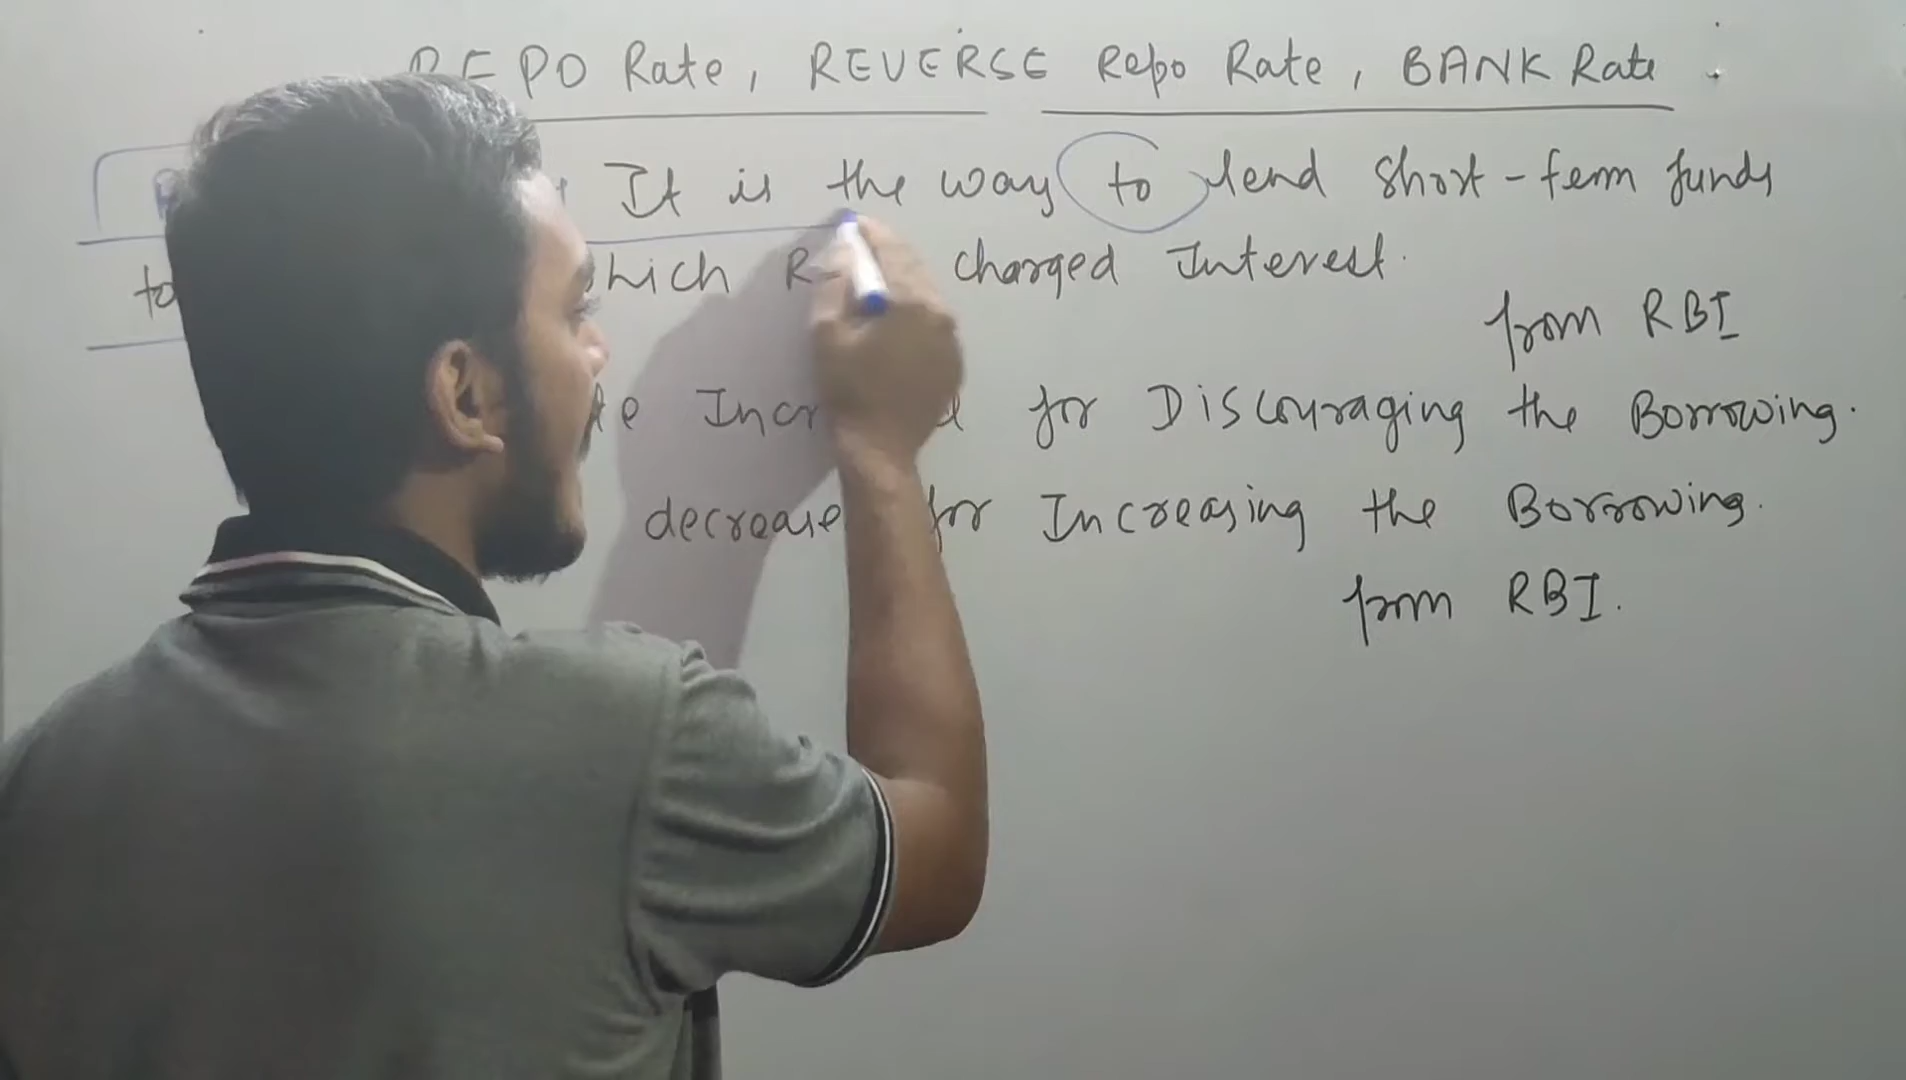 REPO Rate, REVERSE Repo Rate, BANK Rate.
It is the way to lend short-term funds
which charged Interest.
from RBI
for Discouraging the Borrowing.
decrease for Increasing the Borrowing.
from RBI.